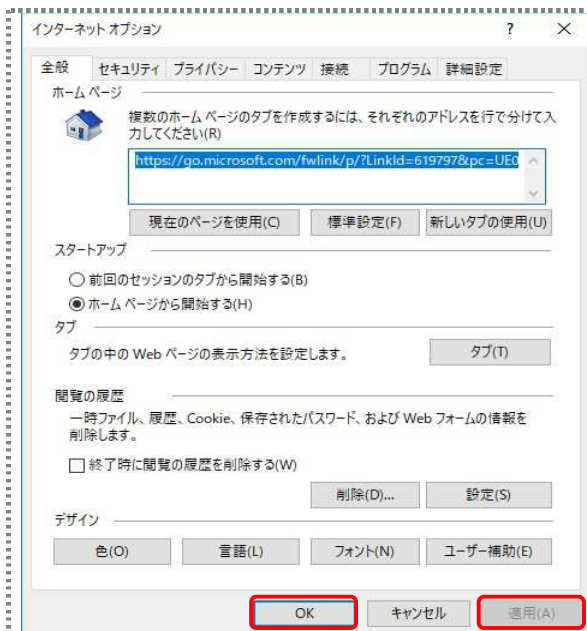 インターネット オプション ? ×
全般 セキュリティ プライバシー コンテンツ 接続 プログラム 詳細設定
ホーム ページ
複数のホーム ページのタブを作成するには、それぞれのアドレスを行で分けて入
力してください(R)
https://go.microsoft.com/fwlink/p/?LinkId=619797&pc=UE0
現在のページを使用(C) 標準設定(F) 新しいタブの使用(U)
スタートアップ
前回のセッションのタブから開始する(B)
ホーム ページから開始する(H)
タブ
タブの中の Web ページの表示方法を設定します。 タブ(T)
閲覧の履歴
一時ファイル、履歴、Cookie、保存されたパスワード、および Web フォームの情報を
削除します。
終了時に閲覧の履歴を削除する(W)
削除(D)... 設定(S)
デザイン
色(O) 言語(L) フォント(N) ユーザー補助(E)
OK キャンセル 適用(A)